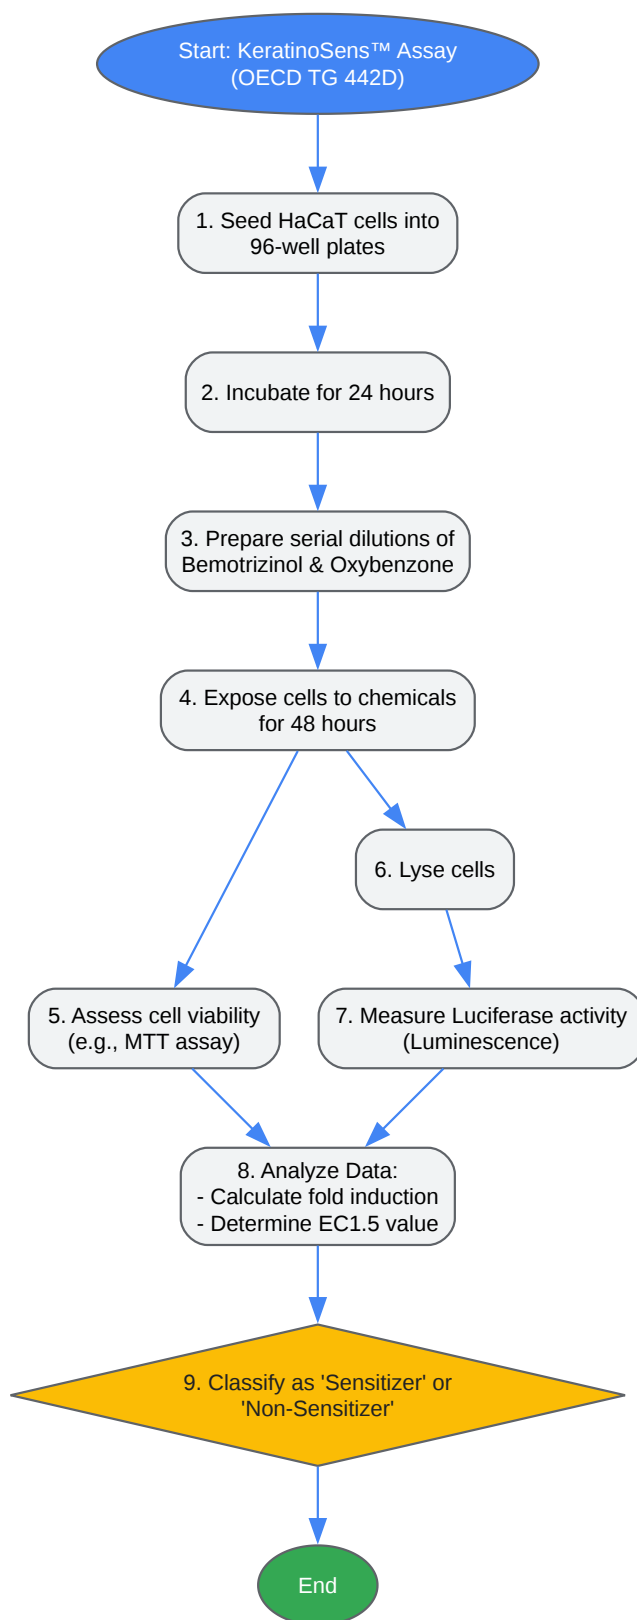 Start: KeratinoSens™ Assay
(OECD TG 442D)
1. Seed HaCaT cells into
96-well plates
2. Incubate for 24 hours
3. Prepare serial dilutions of
Bemotrizinol & Oxybenzone
4. Expose cells to chemicals
for 48 hours
6. Lyse cells
5. Assess cell viability
(e.g., MTT assay)
7. Measure Luciferase activity
(Luminescence)
8. Analyze Data:
- Calculate fold induction
- Determine EC1.5 value
9. Classify as 'Sensitizer' or
'Non-Sensitizer'
End